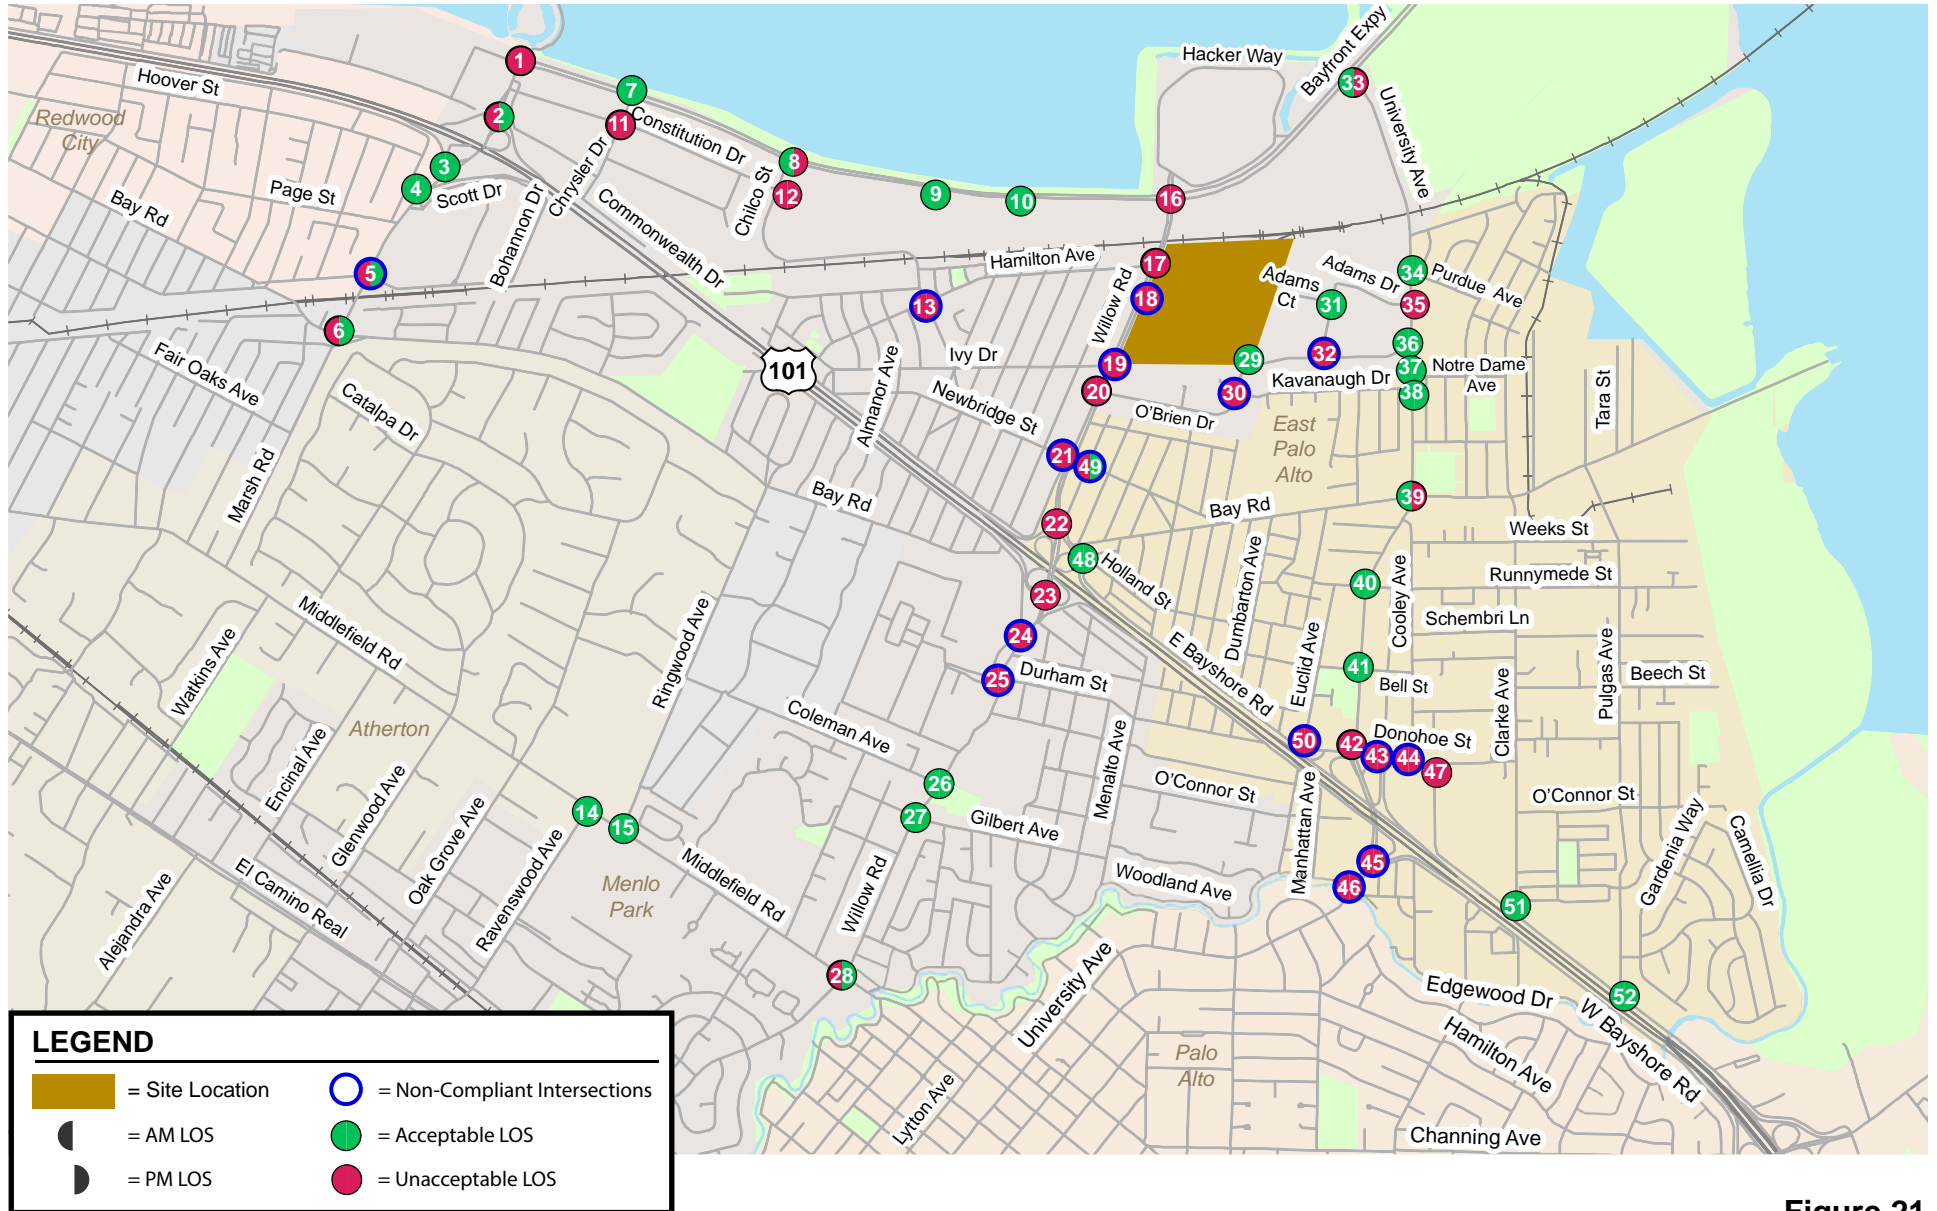 Hacker Way
Bayfront Expy
University Ave
1
7
33
Hoover St
2
11
Constitution Dr
Redwood
City
3
4
Scott Dr
Chrysler Dr
8
12
Chilco St
9
10
16
Page St
Bay Rd
Bohannon Dr
Commonwealth Dr
5
6
Hamilton Ave
17
18
Willow Rd
Adams
Ct
Adams Dr
34
Purdue Ave
31
35
13
Ivy Dr
19
20
29
32
36
37
38
Notre Dame
Ave
Kavanaugh Dr
30
Tara St
Fair Oaks Ave
Catalpa Dr
101
Almanor Ave
Newbridge St
O'Brien Dr
East
Palo
Alto
Marsh Rd
21
49
Bay Rd
Bay Rd
39
22
Weeks St
48
Holland St
Dumbarton Ave
40
Cooley Ave
Runnymede St
23
Schembri Ln
Middlefield Rd
Watkins Ave
Ringwood Ave
24
25
Durham St
E Bayshore Rd
Euclid Ave
41
Bell St
Clarke Ave
Pulgas Ave
Beech St
Atherton
Encinal Ave
Glenwood Ave
Oak Grove Ave
Coleman Ave
Menalto Ave
50
42
43
44
47
Donohoe St
26
27
Gilbert Ave
O'Connor St
O'Connor St
Manhattan Ave
14
15
Ravenswood Ave
Gardenia Way
Camellia Dr
El Camino Real
Alejandra Ave
Menlo
Park
Middlefield Rd
Willow Rd
Woodland Ave
45
46
51
28
52
University Ave
Edgewood Dr
W Bayshore Rd
Hamilton Ave
Palo
Alto
Lytton Ave
Channing Ave
LEGEND
= Site Location
= Non-Compliant Intersections
= AM LOS
= Acceptable LOS
= PM LOS
= Unacceptable LOS
Figure 21